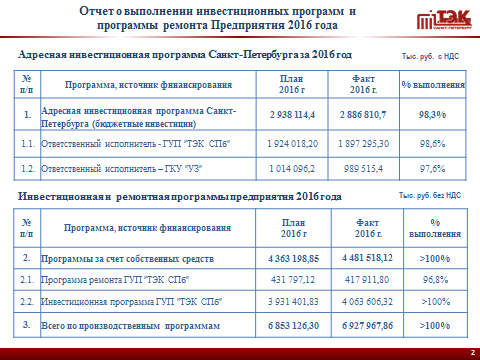 Отчет о выполнении инвестиционных программ и
программы ремонта Предприятия 2016 года
ТЭК
САНКТ-ПЕТЕРБУРГ
Адресная инвестиционная программа Санкт-Петербурга за 2016 год
Тыс. руб. с НДС
№ п/п Программа, источник финансирования План 2016 г Факт 2016 г. % выполнения
1. Адресная инвестиционная программа Санкт-
Петербурга (бюджетные инвестиции) 2 938 114,4 2 886 810,7 98,3%
1.1. Ответственный исполнитель - ГУП "ТЭК СПб" 1 924 018,20 1 897 295,30 98,6%
1.2. Ответственный исполнитель – ГКУ "УЗ" 1 014 096,2 989 515,4 97,6%
Инвестиционная и ремонтная программы предприятия 2016 года
Тыс. руб. без НДС
№ п/п Программа, источник финансирования План 2016 г Факт 2016 г. % выполнения
2. Программы за счет собственных средств 4 363 198,85 4 481 518,12 >100%
2.1. Программа ремонта ГУП "ТЭК СПб" 431 797,12 417 911,80 96,8%
2.2. Инвестиционная программа ГУП "ТЭК СПб" 3 931 401,83 4 063 606,32 >100%
3. Всего по производственным программам 6 853 126,30 6 927 967,86 >100%
2